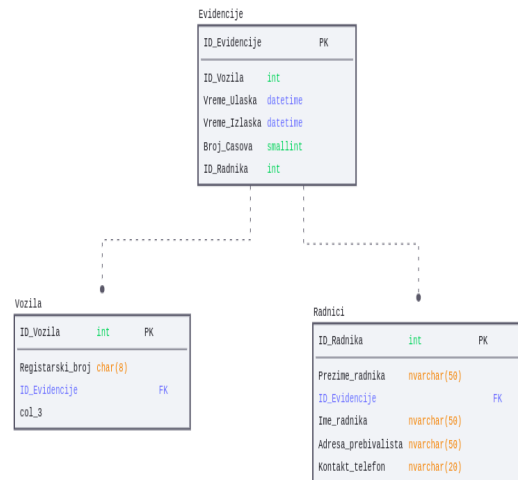 Evidencije
ID_Evidencije PK
ID_Vozila int
Vreme_Ulaska datetime
Vreme_Izlaska datetime
Broj_Casova smallint
ID_Radnika int
Vozila
ID_Vozila int PK
Registarski_broj char(8)
ID_Evidencije FK
col_3
Radnici
ID_Radnika int PK
Prezime_radnika nvarchar(50)
ID_Evidencije FK
Ime_radnika nvarchar(50)
Adresa_prebivalista nvarchar(50)
Kontakt_telefon nvarchar(20)